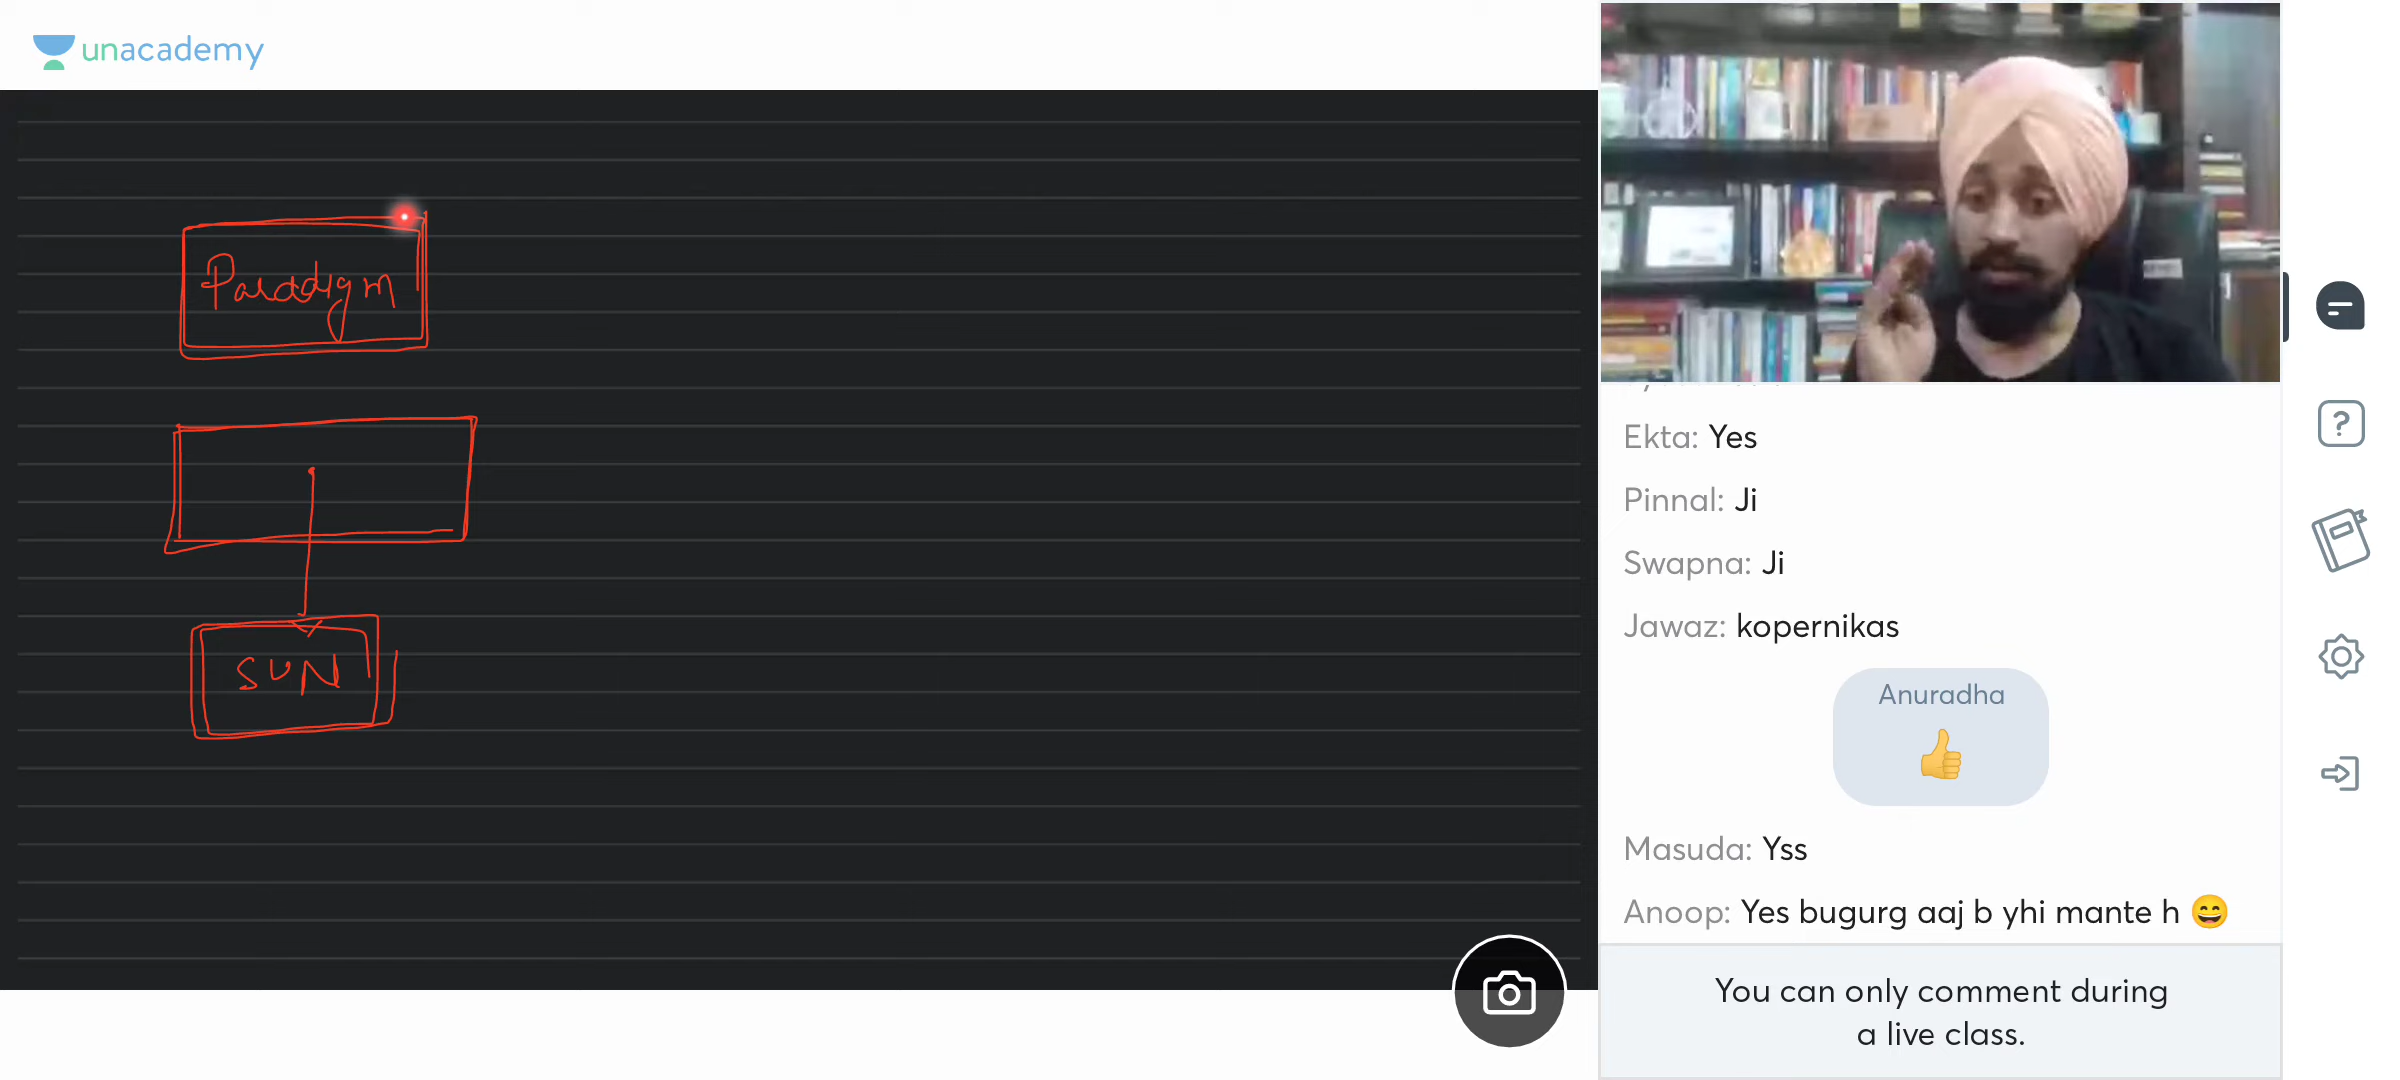 unacademy
Paraddigm
SUN
Ekta: Yes
Pinnal: Ji
Swapna: Ji
Jawaz: kopernikas
Anuradha
👍
Masuda: Yss
Anoop: Yes bugurg aaj b yhi mante h 😄
You can only comment during
a live class.